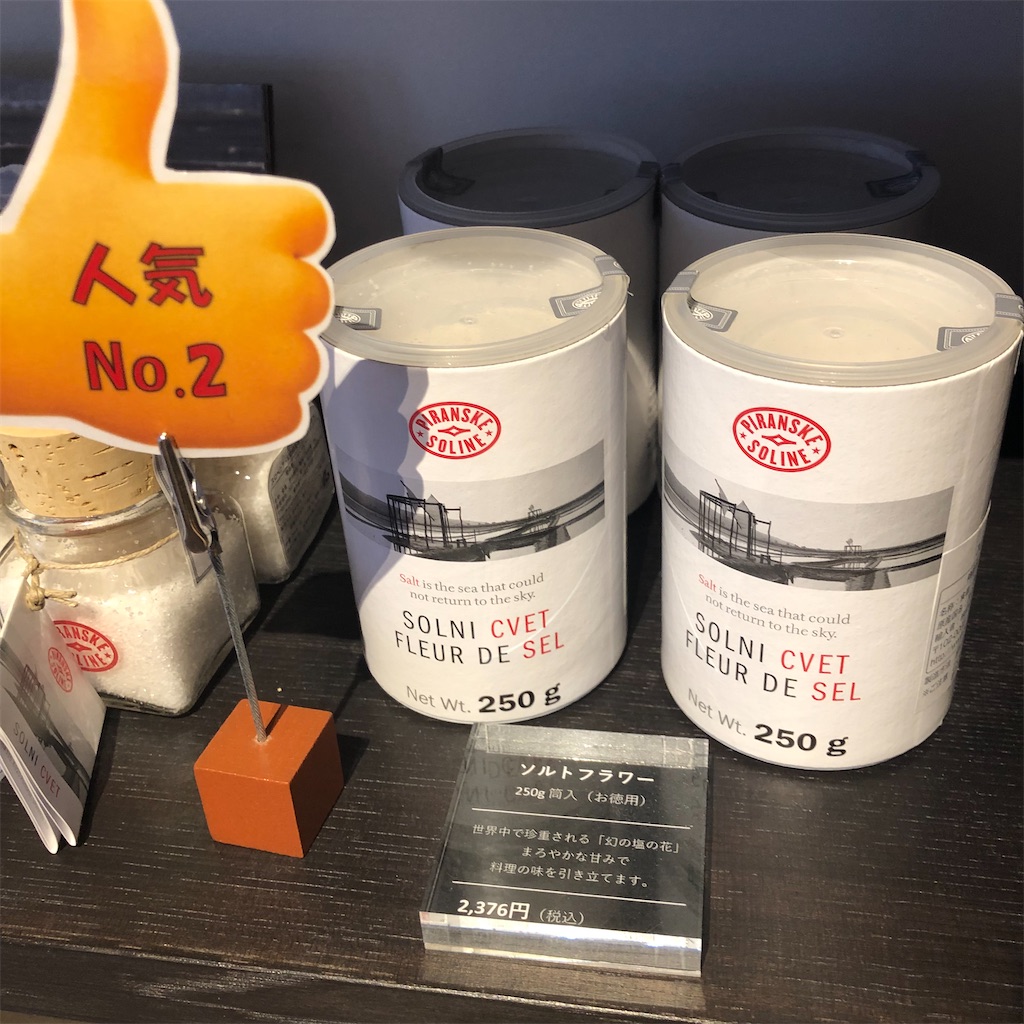 人気
No.2
PIRANSKE
SOLINE
Salt is the sea that could
not return to the sky.
SOLNI CVET
FLEUR DE SEL
Net Wt. 250 g
PIRANSKE
SOLINE
Salt is the sea that could
not return to the sky.
SOLNI CVET
FLEUR DE SEL
Net Wt. 250 g
PIRANSKE
SOLINE
SOLNI CVET
ソルトフラワー
250g 筒入(お徳用)
世界中で珍重される「幻の塩の花」
まろやかな甘みで
料理の味を引き立てます。
2,376円(税込)